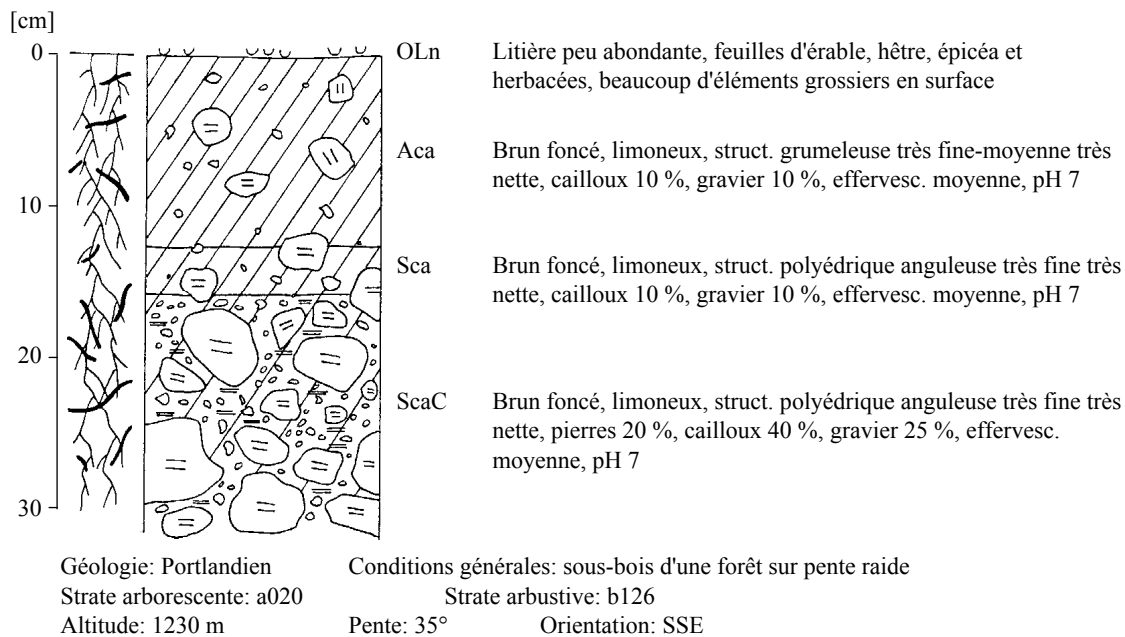 [cm]
0
OLn
Litière peu abondante, feuilles d'érable, hêtre, épicéa et
herbacées, beaucoup d'éléments grossiers en surface
Aca
Brun foncé, limoneux, struct. grumeleuse très fine-moyenne très
nette, cailloux 10 %, gravier 10 %, effervesc. moyenne, pH 7
10
Sca
Brun foncé, limoneux, struct. polyédrique anguleuse très fine très
nette, cailloux 10 %, gravier 10 %, effervesc. moyenne, pH 7
20
ScaC
Brun foncé, limoneux, struct. polyédrique anguleuse très fine très
nette, pierres 20 %, cailloux 40 %, gravier 25 %, effervesc.
moyenne, pH 7
30
Géologie: Portlandien Conditions générales: sous-bois d'une forêt sur pente raide
Strate arborescente: a020 Strate arbustive: b126
Altitude: 1230 m Pente: 35° Orientation: SSE